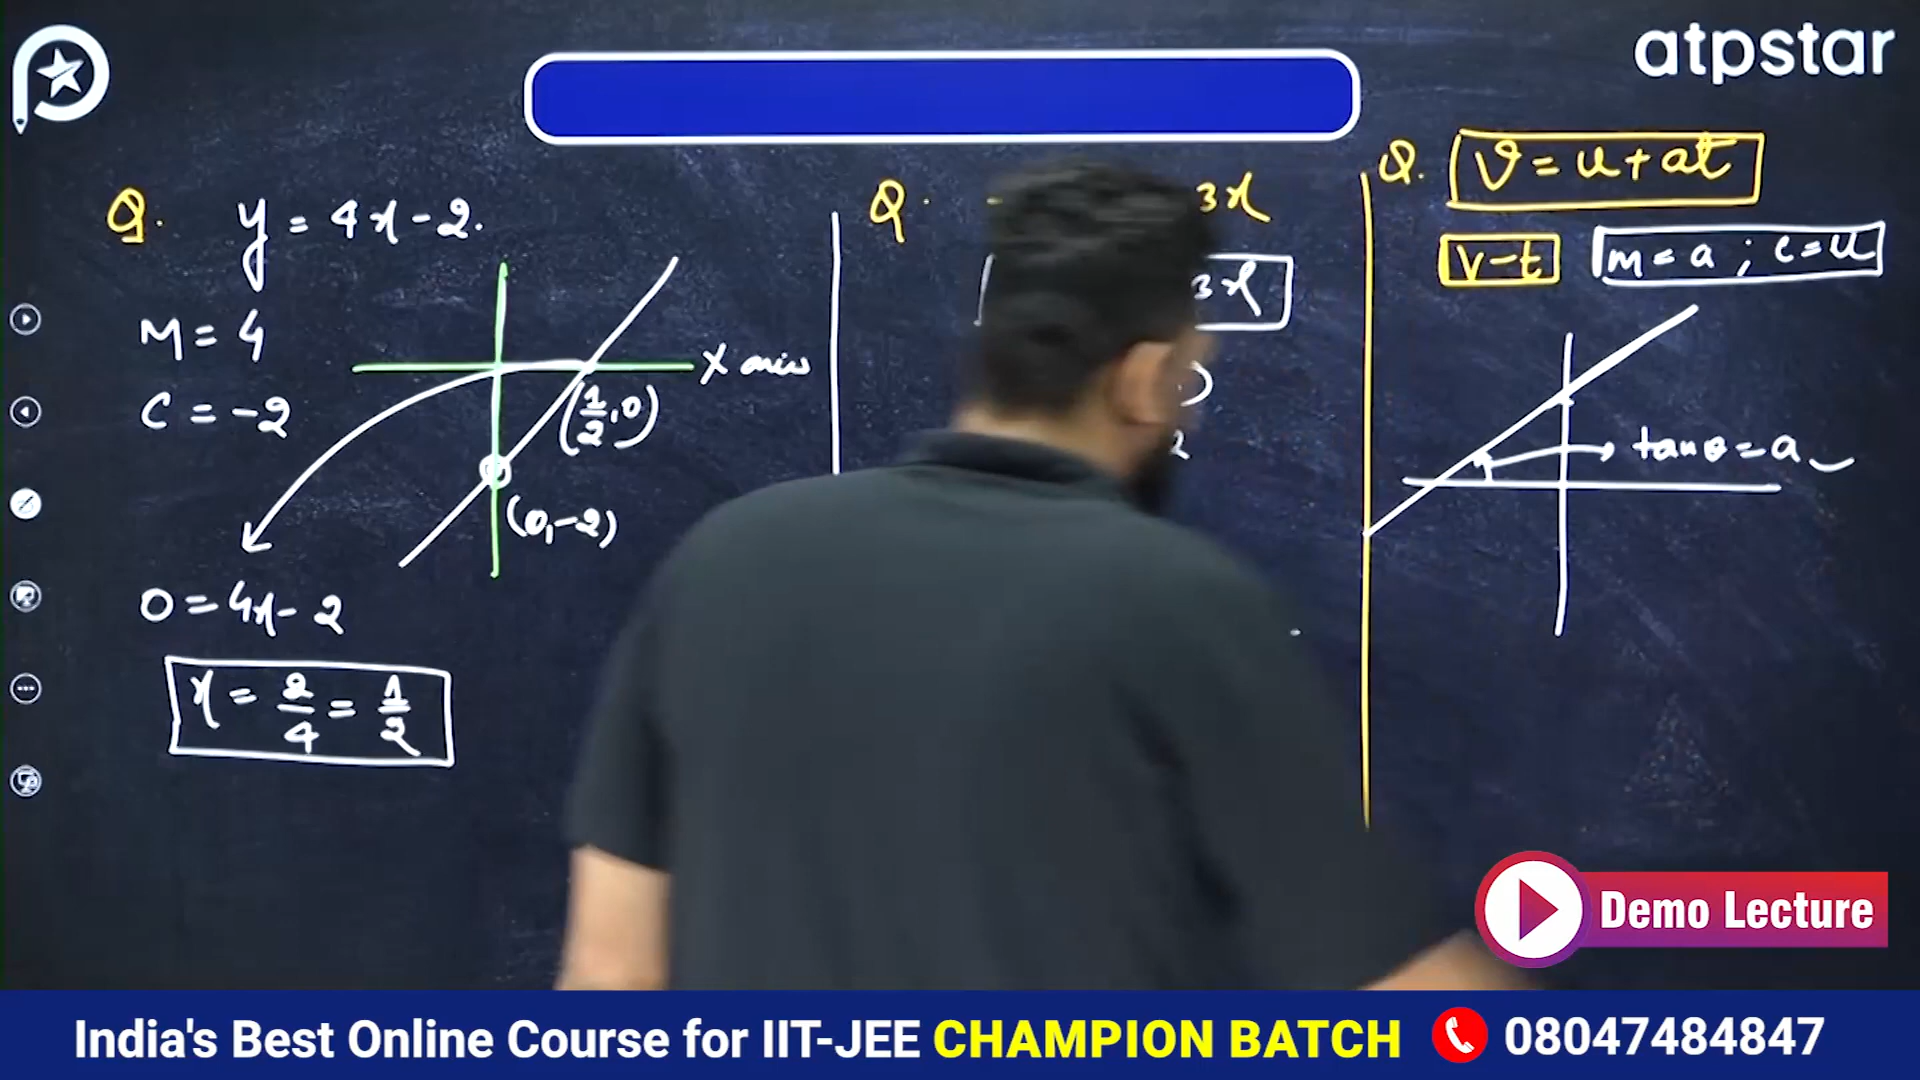 atpstar
Q. y = 4x - 2.
M = 4
C = -2
X axis
(1/2, 0)
(0, -2)
0 = 4x - 2
x = 2/4 = 1/2
Q. 3x
3x
2
Q. v = u + at
v-t m = a ; c = u
tanθ = a
Demo Lecture
India's Best Online Course for IIT-JEE CHAMPION BATCH 08047484847